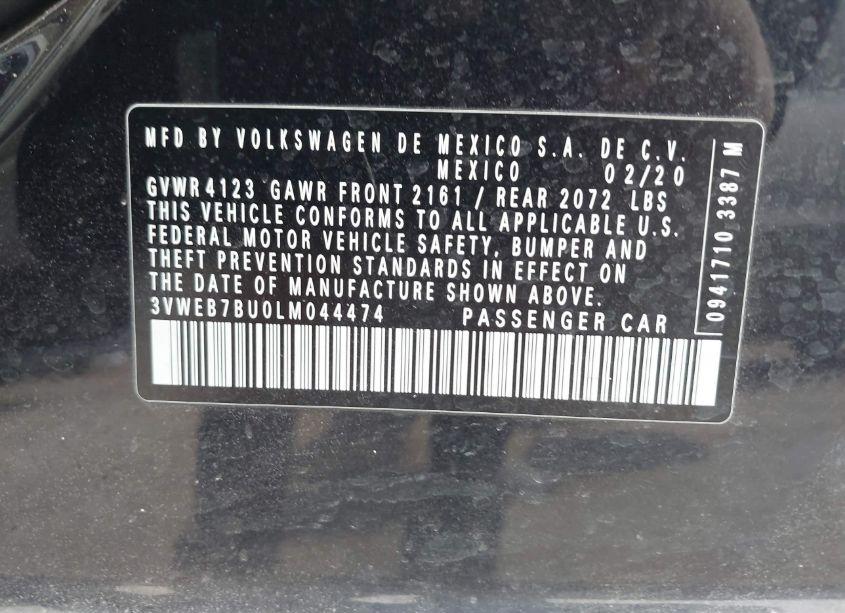 MFD BY VOLKSWAGEN DE MEXICO S.A. DE C.V.
MEXICO 02/20
GVWR 4123 GAWR FRONT 2161 / REAR 2072 LBS
THIS VEHICLE CONFORMS TO ALL APPLICABLE U.S.
FEDERAL MOTOR VEHICLE SAFETY, BUMPER AND
THEFT PREVENTION STANDARDS IN EFFECT ON
THE DATE OF MANUFACTURE SHOWN ABOVE.
3VWEB7BU0LM044474 PASSENGER CAR
0941710 3387 M